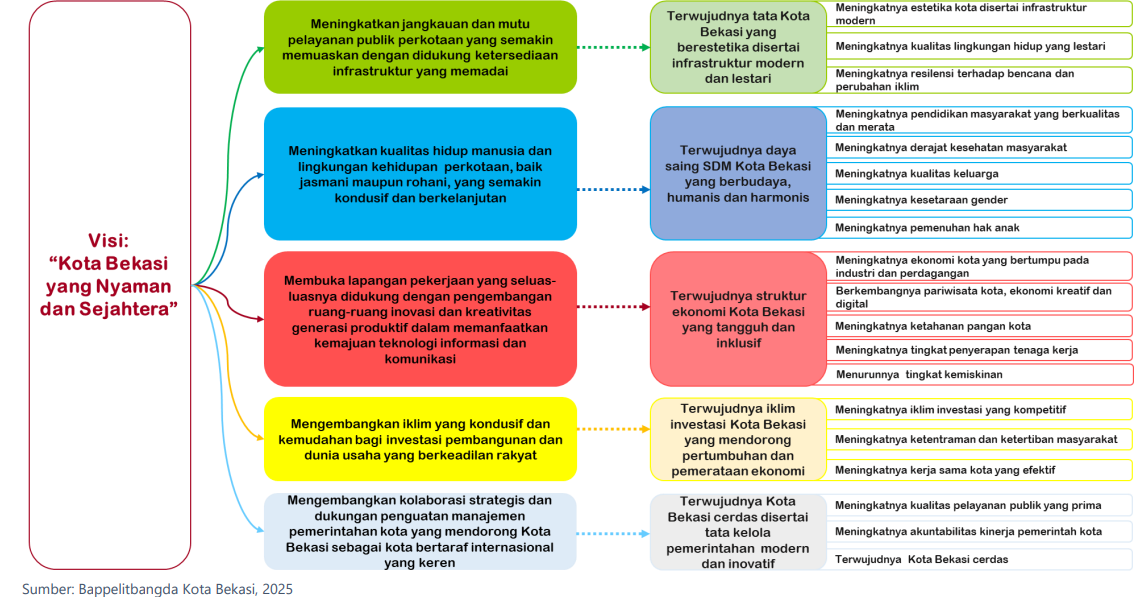 Visi:
“Kota Bekasi
yang Nyaman
dan Sejahtera”
Meningkatkan jangkauan dan mutu
pelayanan publik perkotaan yang semakin
memuaskan dengan didukung ketersediaan
infrastruktur yang memadai
Terwujudnya tata Kota
Bekasi yang
berestetika disertai
infrastruktur modern
dan lestari
Meningkatnya estetika kota disertai infrastruktur
modern
Meningkatnya kualitas lingkungan hidup yang lestari
Meningkatnya resilensi terhadap bencana dan
perubahan iklim
Meningkatkan kualitas hidup manusia dan
lingkungan kehidupan perkotaan, baik
jasmani maupun rohani, yang semakin
kondusif dan berkelanjutan
Terwujudnya daya
saing SDM Kota Bekasi
yang berbudaya,
humanis dan harmonis
Meningkatnya pendidikan masyarakat yang berkualitas
dan merata
Meningkatnya derajat kesehatan masyarakat
Meningkatnya kualitas keluarga
Meningkatnya kesetaraan gender
Meningkatnya pemenuhan hak anak
Membuka lapangan pekerjaan yang seluas-
luasnya didukung dengan pengembangan
ruang-ruang inovasi dan kreativitas
generasi produktif dalam memanfaatkan
kemajuan teknologi informasi dan
komunikasi
Terwujudnya struktur
ekonomi Kota Bekasi
yang tangguh dan
inklusif
Meningkatnya ekonomi kota yang bertumpu pada
industri dan perdagangan
Berkembangnya pariwisata kota, ekonomi kreatif dan
digital
Meningkatnya ketahanan pangan kota
Meningkatnya tingkat penyerapan tenaga kerja
Menurunnya tingkat kemiskinan
Mengembangkan iklim yang kondusif dan
kemudahan bagi investasi pembangunan dan
dunia usaha yang berkeadilan rakyat
Terwujudnya iklim
investasi Kota Bekasi
yang mendorong
pertumbuhan dan
pemerataan ekonomi
Meningkatnya iklim investasi yang kompetitif
Meningkatnya ketentraman dan ketertiban masyarakat
Meningkatnya kerja sama kota yang efektif
Mengembangkan kolaborasi strategis dan
dukungan penguatan manajemen
pemerintahan kota yang mendorong Kota
Bekasi sebagai kota bertaraf internasional
yang keren
Terwujudnya Kota
Bekasi cerdas disertai
tata kelola
pemerintahan modern
dan inovatif
Meningkatnya kualitas pelayanan publik yang prima
Meningkatnya akuntabilitas kinerja pemerintah kota
Terwujudnya Kota Bekasi cerdas
Sumber: Bappelitbangda Kota Bekasi, 2025